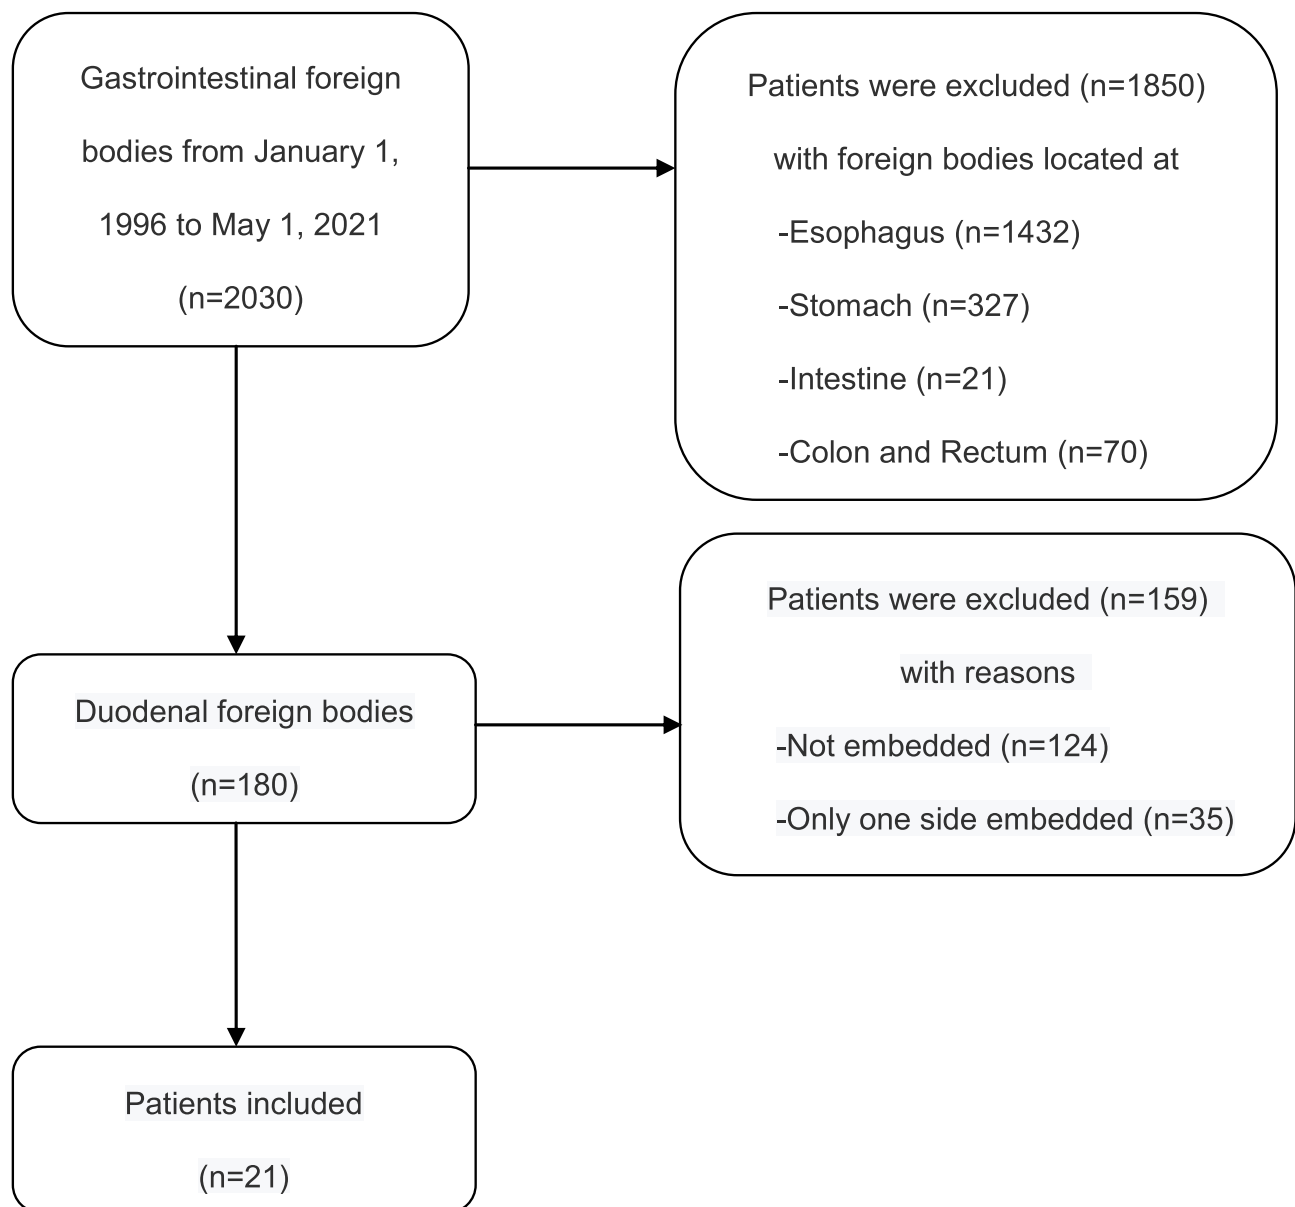 Gastrointestinal foreign
bodies from January 1,
1996 to May 1, 2021
(n=2030)
Patients were excluded (n=1850)
with foreign bodies located at
-Esophagus (n=1432)
-Stomach (n=327)
-Intestine (n=21)
-Colon and Rectum (n=70)
Duodenal foreign bodies
(n=180)
Patients were excluded (n=159)
with reasons
-Not embedded (n=124)
-Only one side embedded (n=35)
Patients included
(n=21)